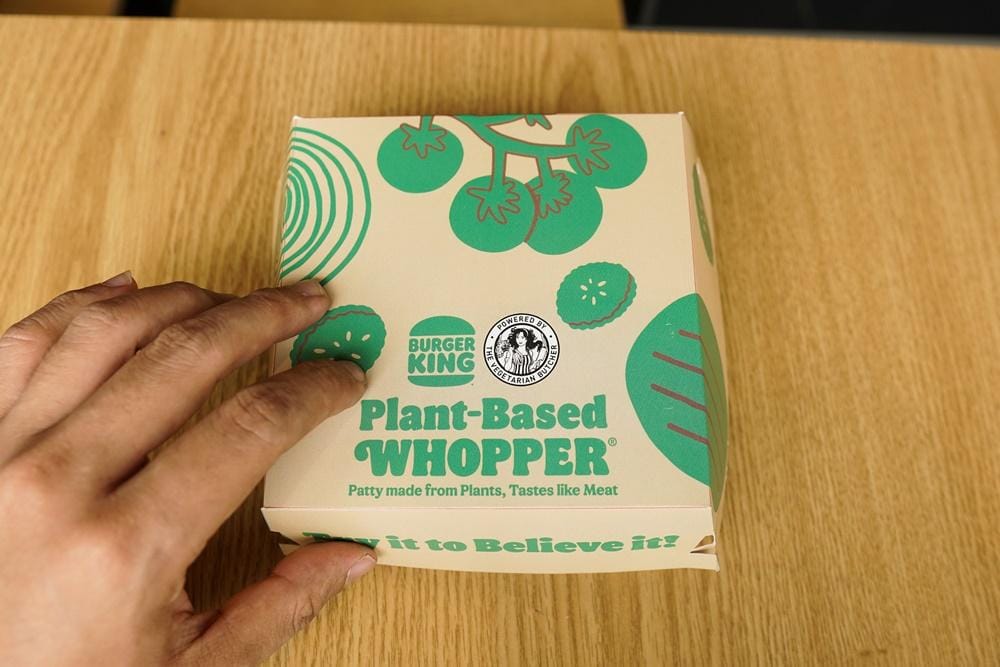 BURGER
KING
POWERED BY
THE VEGETARIAN BUTCHER
Plant-Based
WHOPPER®
Patty made from Plants, Tastes like Meat
it to Believe it!